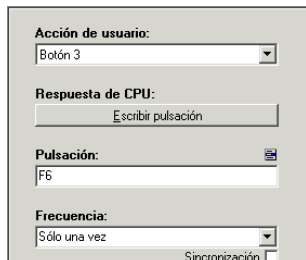 Acción de usuario:
Botón 3
Respuesta de CPU:
Escribir pulsación
Pulsación:
F6
Frecuencia:
Sólo una vez
Sincronización